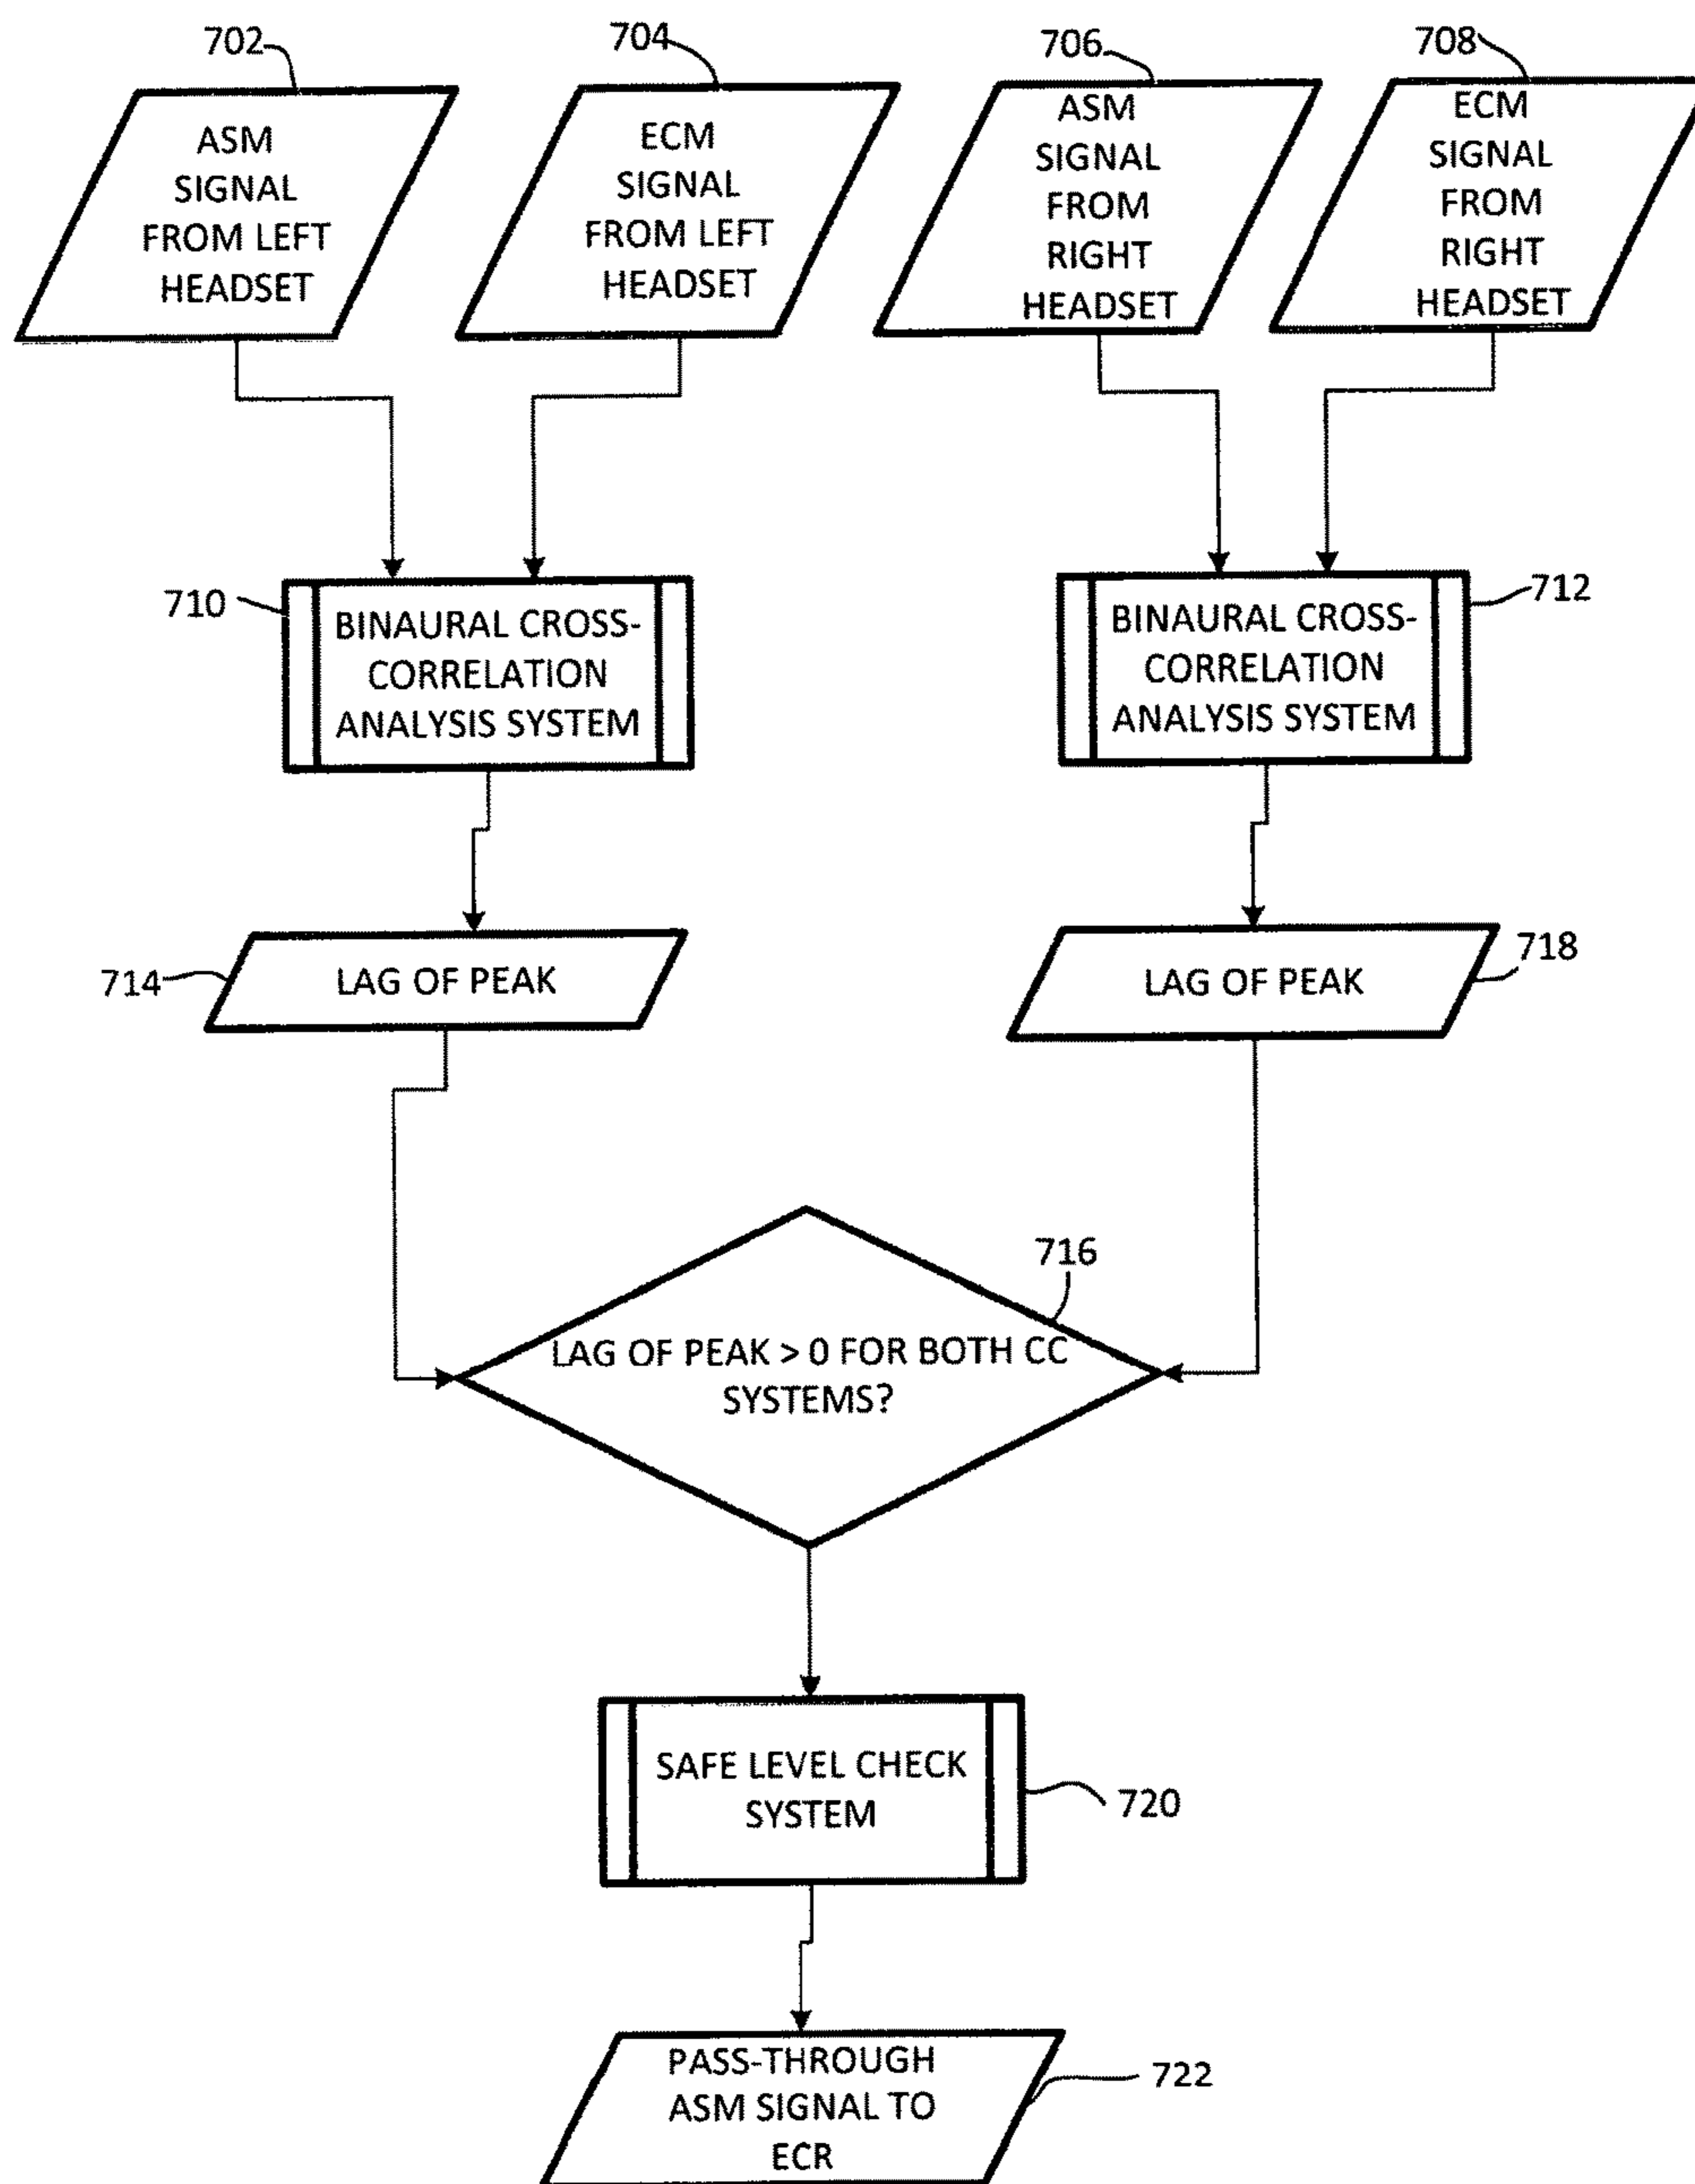 702
704
706
708
ASM
SIGNAL
FROM LEFT
HEADSET
ECM
SIGNAL
FROM LEFT
HEADSET
ASM
SIGNAL
FROM
RIGHT
HEADSET
ECM
SIGNAL
FROM
RIGHT
HEADSET
710
BINAURAL CROSS-
CORRELATION
ANALYSIS SYSTEM
712
BINAURAL CROSS-
CORRELATION
ANALYSIS SYSTEM
714
LAG OF PEAK
718
LAG OF PEAK
716
LAG OF PEAK > 0 FOR BOTH CC
SYSTEMS?
SAFE LEVEL CHECK
SYSTEM
720
PASS-THROUGH
ASM SIGNAL TO
ECR
722